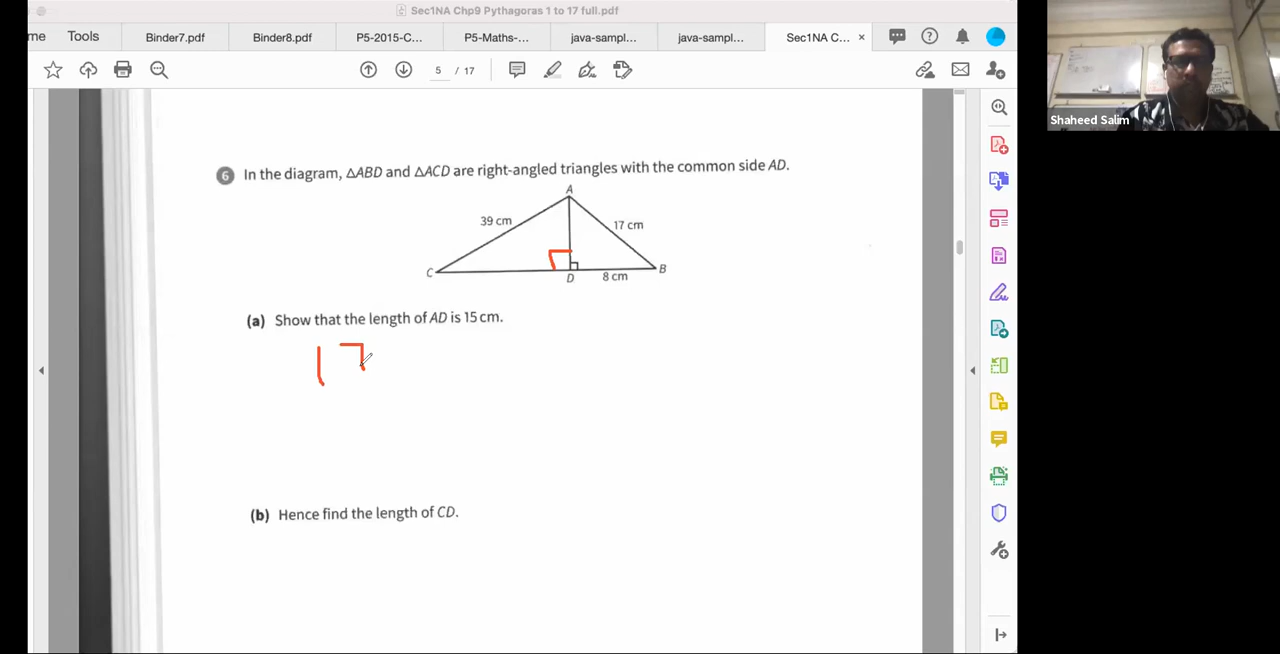 Sec1NA Chp9 Pythagoras 1 to 17 full.pdf
me Tools Binder7.pdf Binder8.pdf P5-2015-C... P5-Maths-... java-sampl... java-sampl... Sec1NA C... ×
5 / 17
Shaheed Salim
6 In the diagram, △ABD and △ACD are right-angled triangles with the common side AD.
A
39 cm 17 cm
C D 8 cm B
(a) Show that the length of AD is 15 cm.
17
(b) Hence find the length of CD.